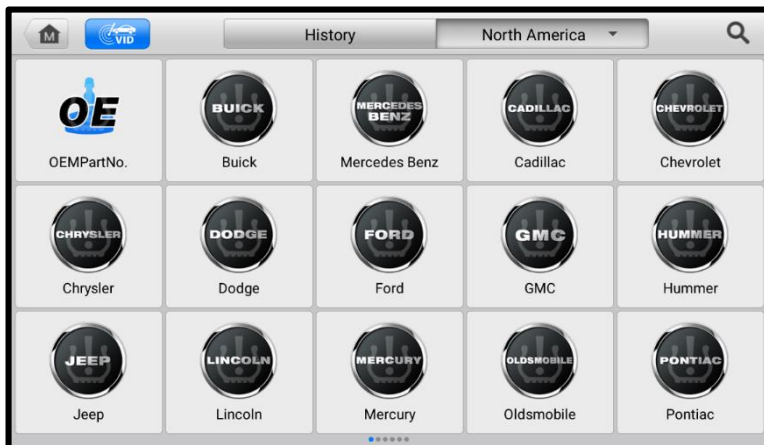 M
VID
History
North America
OE
OEMPartNo.
BUICK
Buick
MERCEDES
BENZ
Mercedes Benz
CADILLAC
Cadillac
CHEVROLET
Chevrolet
CHRYSLER
Chrysler
DODGE
Dodge
FORD
Ford
GMC
GMC
HUMMER
Hummer
JEEP
Jeep
LINCOLN
Lincoln
MERCURY
Mercury
OLDSMOBILE
Oldsmobile
PONTIAC
Pontiac